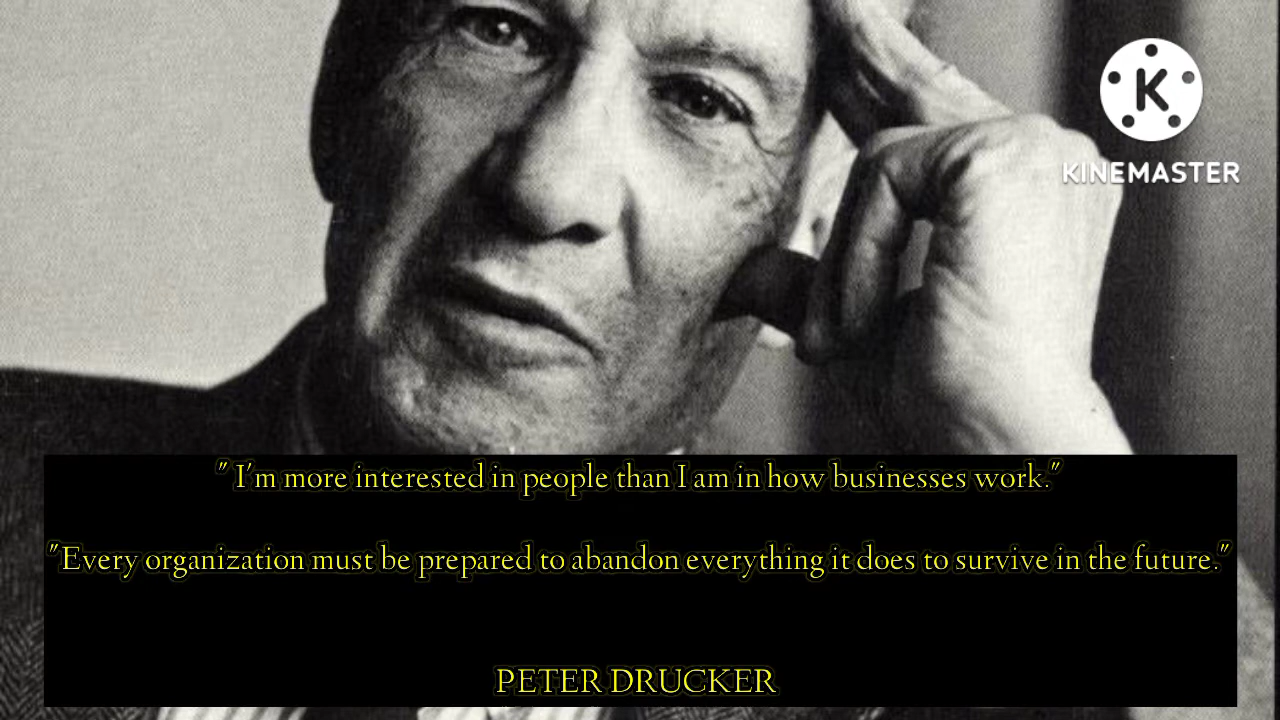 K
KINEMASTER
" I'm more interested in people than I am in how businesses work."
"Every organization must be prepared to abandon everything it does to survive in the future."
PETER DRUCKER